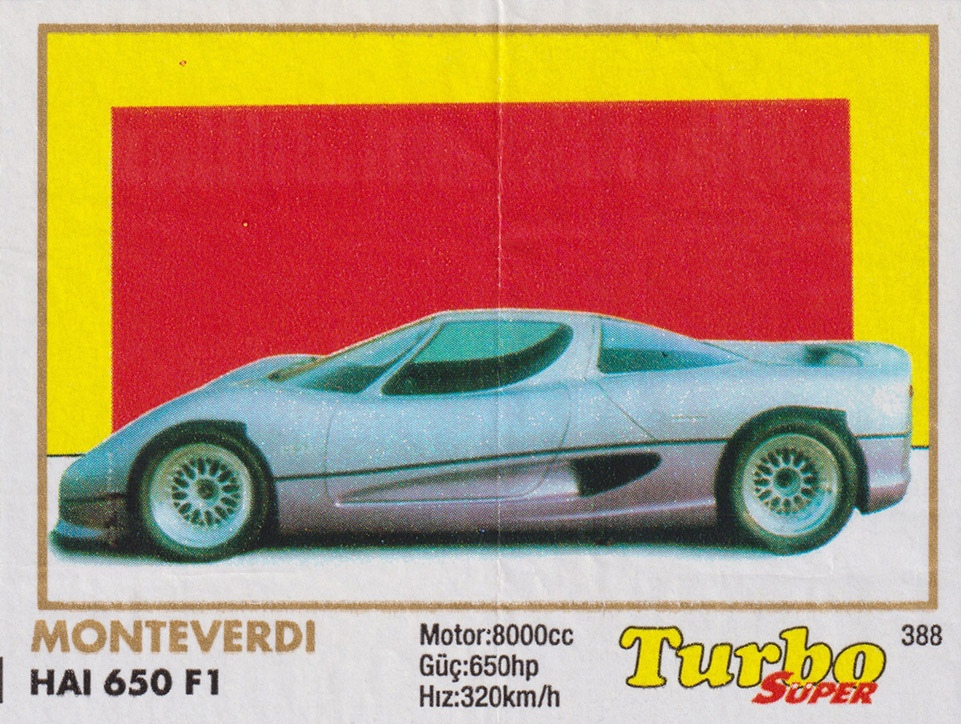 MONTEVERDI
HAI 650 F1
Motor:8000cc
Güç:650hp
Hız:320km/h
Turbo
SÜPER
388